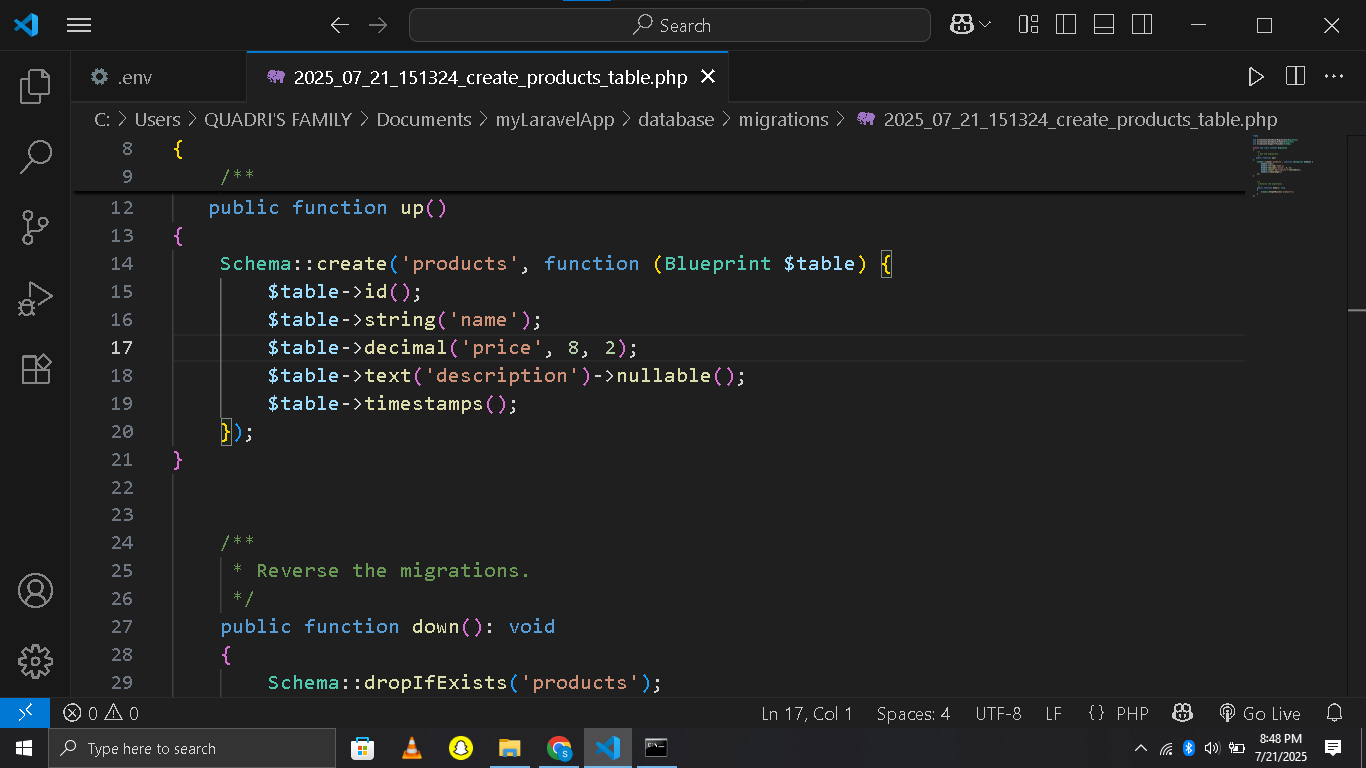 Search
.env
2025_07_21_151324_create_products_table.php
C: > Users > QUADRI'S FAMILY > Documents > myLaravelApp > database > migrations > 2025_07_21_151324_create_products_table.php
8 {
9 /**
12 public function up()
13 {
14 Schema::create('products', function (Blueprint $table) {
15 $table->id();
16 $table->string('name');
17 $table->decimal('price', 8, 2);
18 $table->text('description')->nullable();
19 $table->timestamps();
20 });
21 }
22
23
24 /**
25 * Reverse the migrations.
26 */
27 public function down(): void
28 {
29 Schema::dropIfExists('products');
0 0 Ln 17, Col 1 Spaces: 4 UTF-8 LF {} PHP Go Live
Type here to search
8:48 PM
7/21/2025